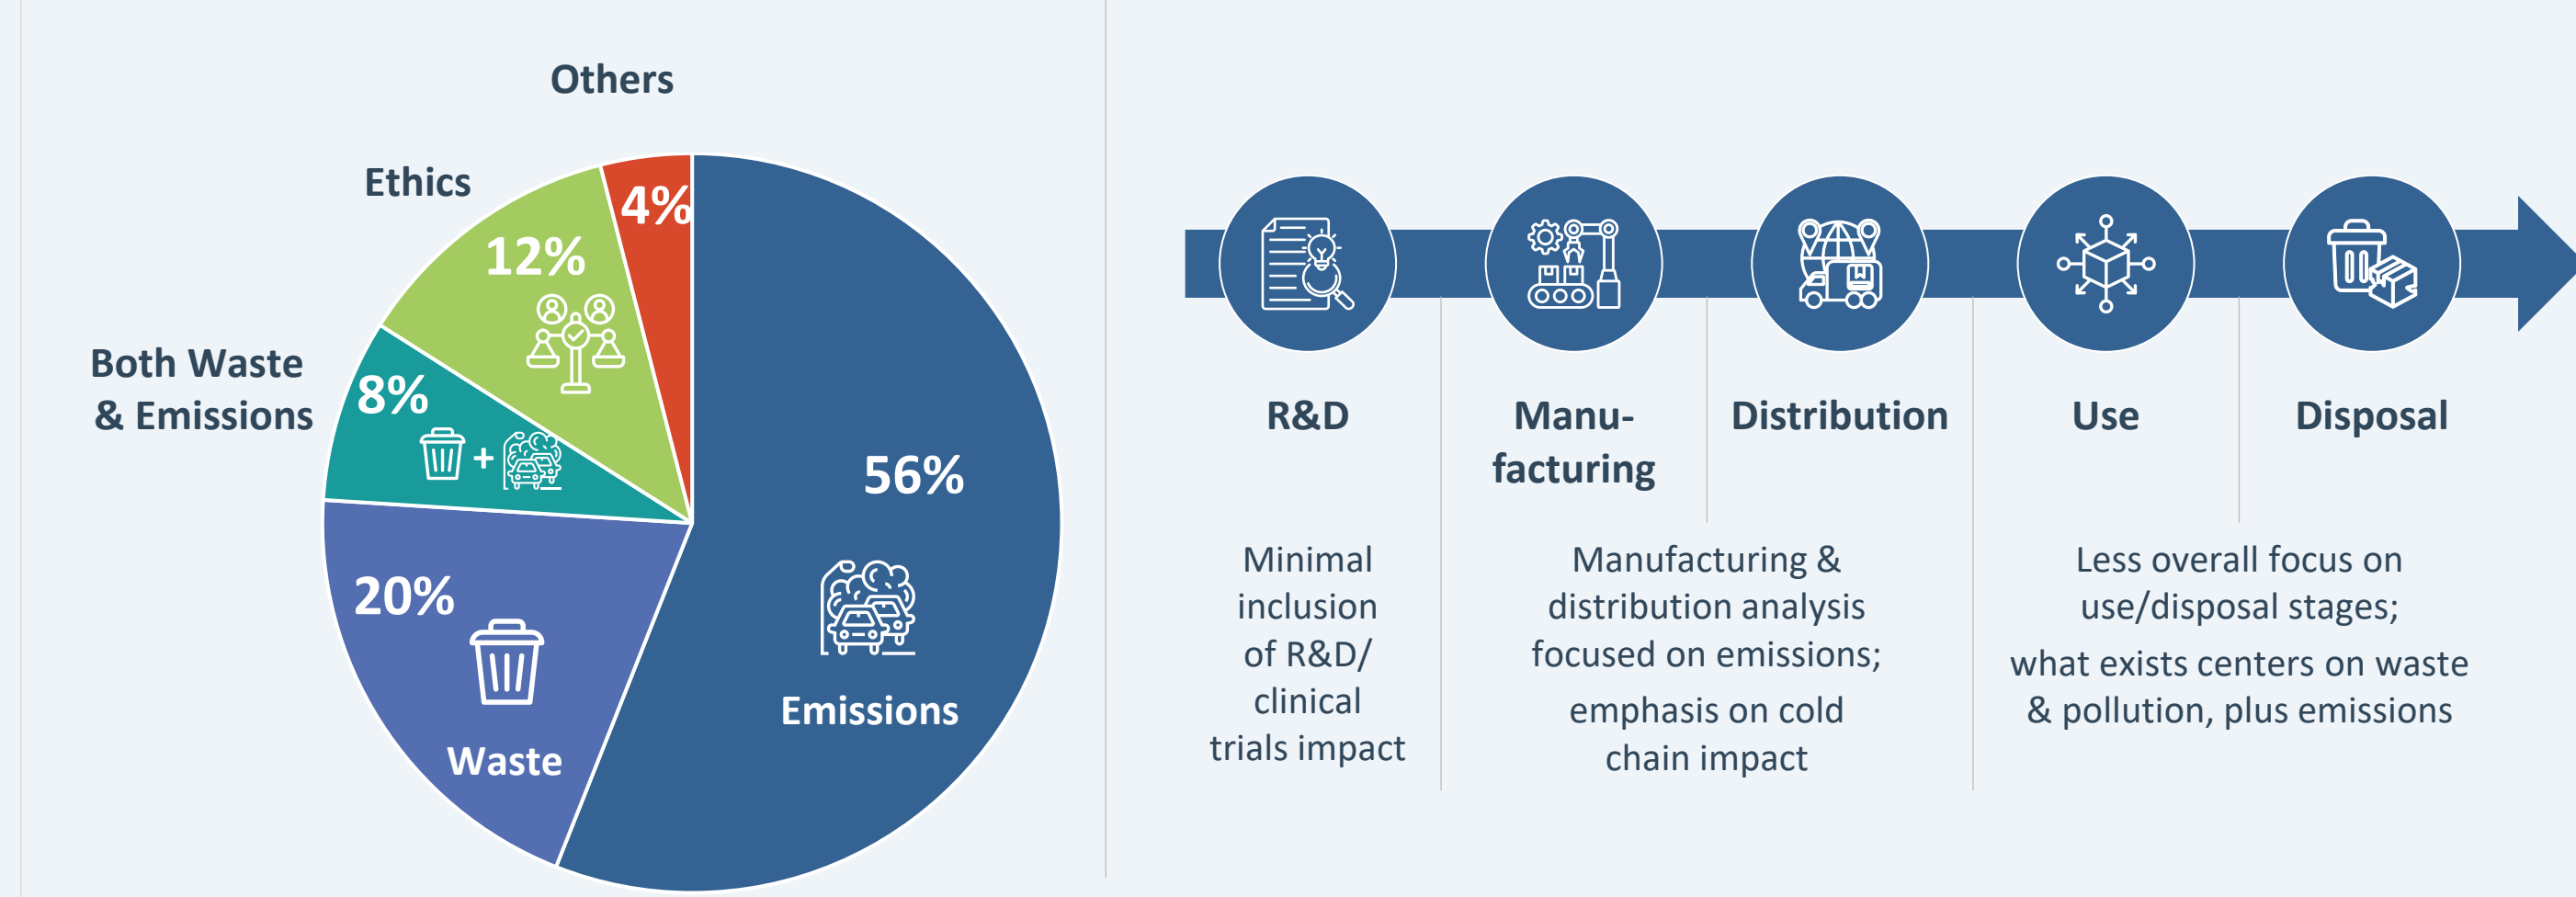 Others
Ethics
4%
12%
Both Waste
& Emissions
8%
+
56%
20%
Emissions
Waste
R&D
Manu-
facturing
Distribution
Use
Disposal
Minimal
inclusion
of R&D/
clinical
trials impact
Manufacturing &
distribution analysis
focused on emissions;
emphasis on cold
chain impact
Less overall focus on
use/disposal stages;
what exists centers on waste
& pollution, plus emissions